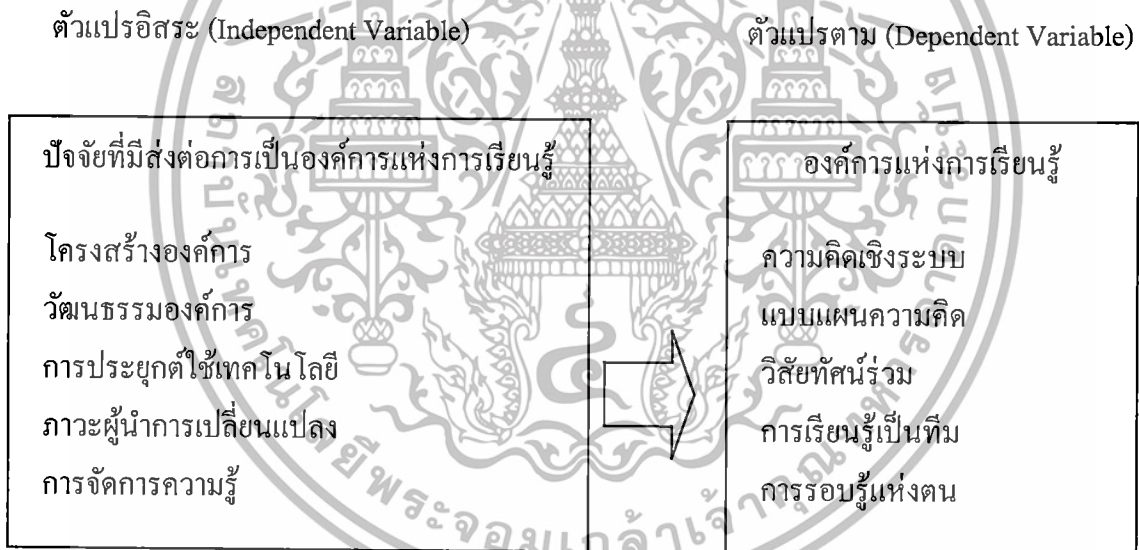 ตัวแปรอิสระ (Independent Variable)
ตัวแปรตาม (Dependent Variable)
ปัจจัยที่มีส่งต่อการเป็นองค์การแห่งการเรียนรู้
โครงสร้างองค์การ
วัฒนธรรมองค์การ
การประยุกต์ใช้เทคโนโลยี
ภาวะผู้นำการเปลี่ยนแปลง
การจัดการความรู้
องค์การแห่งการเรียนรู้
ความคิดเชิงระบบ
แบบแผนความคิด
วิสัยทัศน์ร่วม
การเรียนรู้เป็นทีม
การรอบรู้แห่งตน